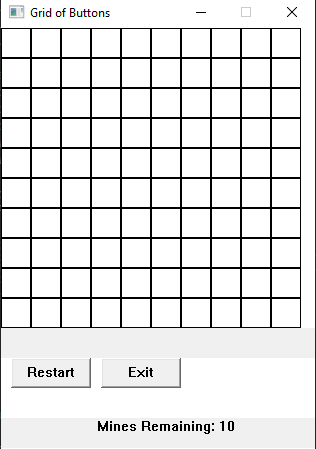 Grid of Buttons
Restart Exit
Mines Remaining: 10